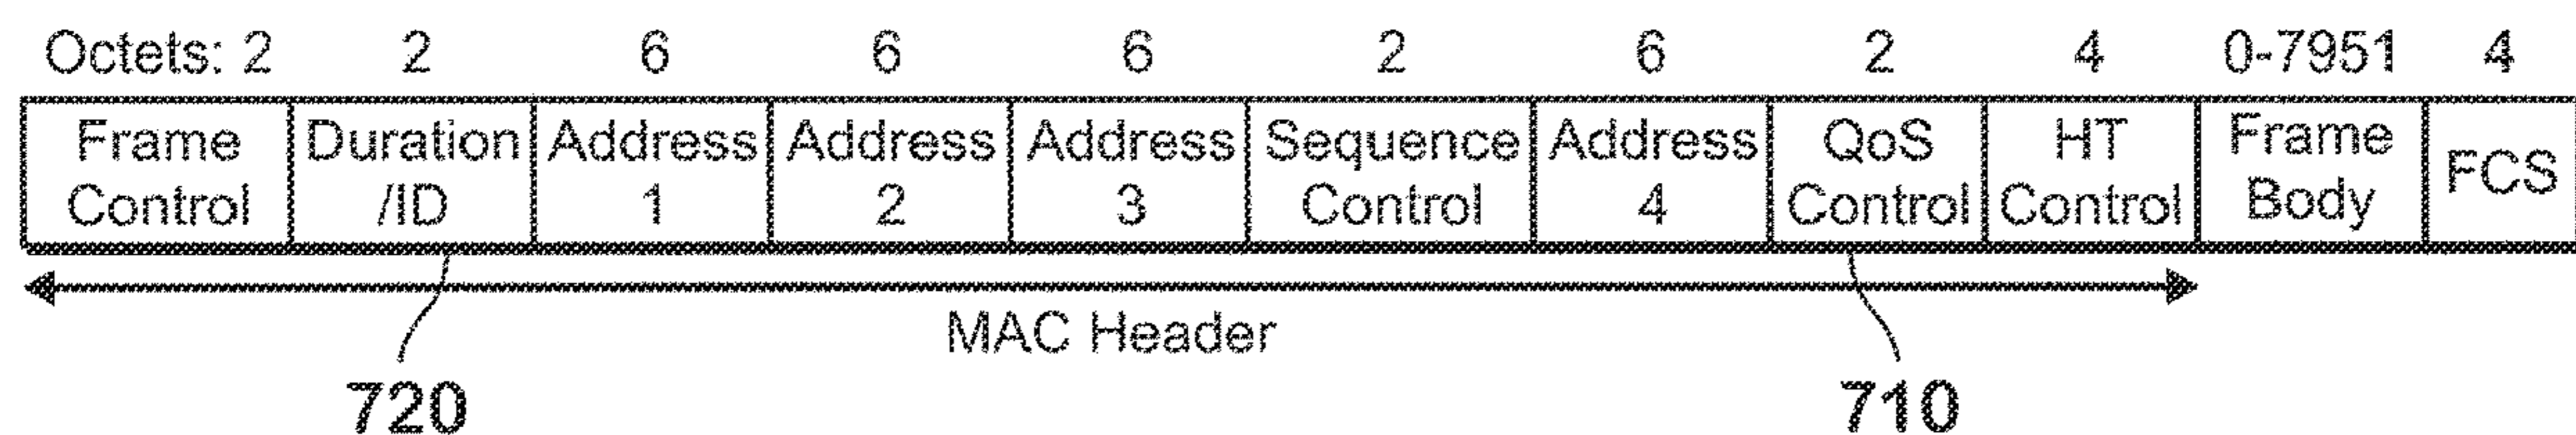 Octets: 2 2 6 6 6 2 6 2 4 0-7951 4
Frame Duration Address Address Address Sequence Address QoS HT Frame FCS
Control /ID 1 2 3 Control 4 Control Control Body
MAC Header
720 710